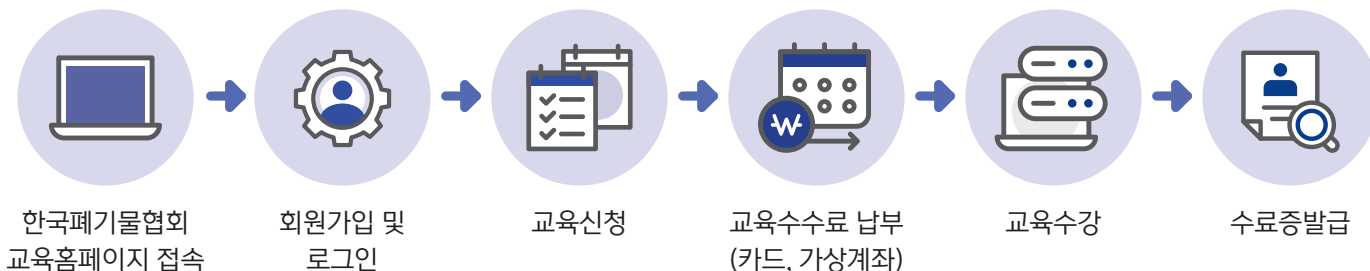 한국폐기물협회
교육홈페이지 접속
회원가입 및
로그인
교육신청
교육수수료 납부
(카드, 가상계좌)
교육수강
수료증발급